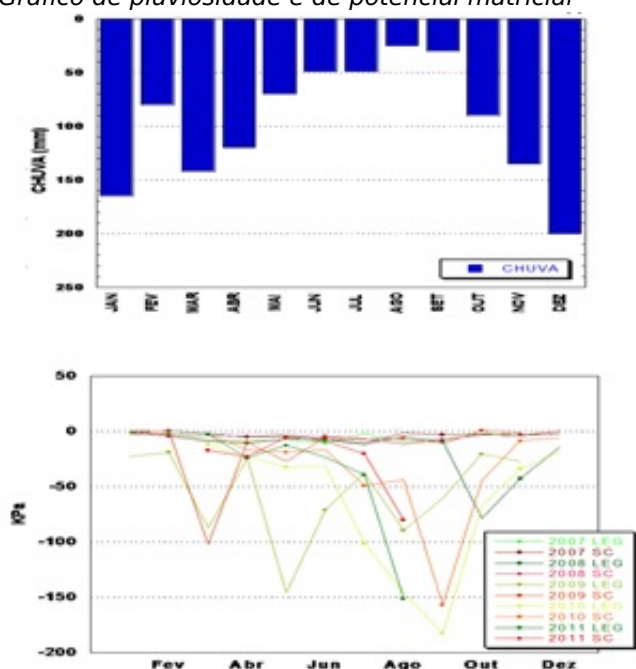 Gráfico de pluviosidade e de potencial matricial
0
50
100
150
200
250
CHUVA (mm)
CHUVA
JAN FEV MAR ABR MAI JUN JUL AGO SET OUT NOV DEZ
50
0
-50
-100
-150
-200
KPa
2007 LEG
2007 SC
2008 LEG
2008 SC
2009 LEG
2009 SC
2010 LEG
2010 SC
2011 LEG
2011 SC
Fev Abr Jun Ago Out Dez